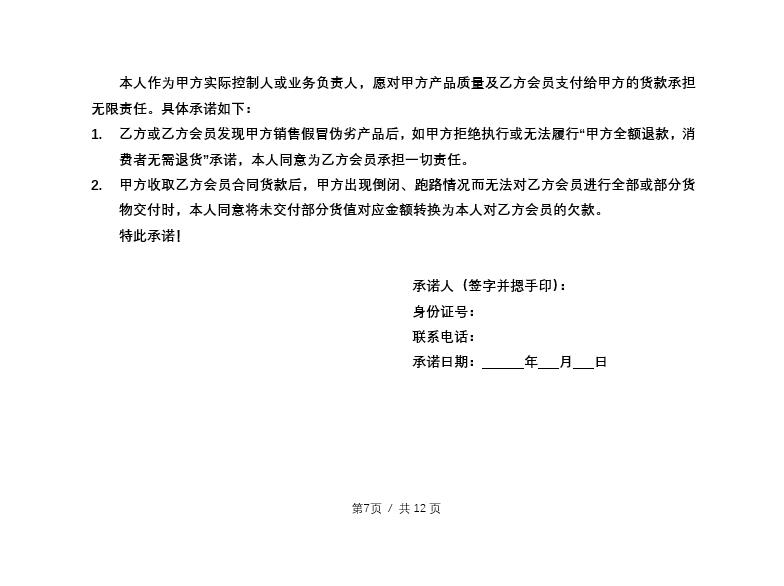 本人作为甲方实际控制人或业务负责人，愿对甲方产品质量及乙方会员支付给甲方的货款承担
无限责任。具体承诺如下：
1. 乙方或乙方会员发现甲方销售假冒伪劣产品后，如甲方拒绝执行或无法履行“甲方全额退款，消
费者无需退货”承诺，本人同意为乙方会员承担一切责任。
2. 甲方收取乙方会员合同货款后，甲方出现倒闭、跑路情况而无法对乙方会员进行全部或部分货
物交付时，本人同意将未交付部分货值对应金额转换为本人对乙方会员的欠款。
特此承诺！
承诺人（签字并摁手印）：
身份证号：
联系电话：
承诺日期：______年___月___日
第7页 / 共 12 页